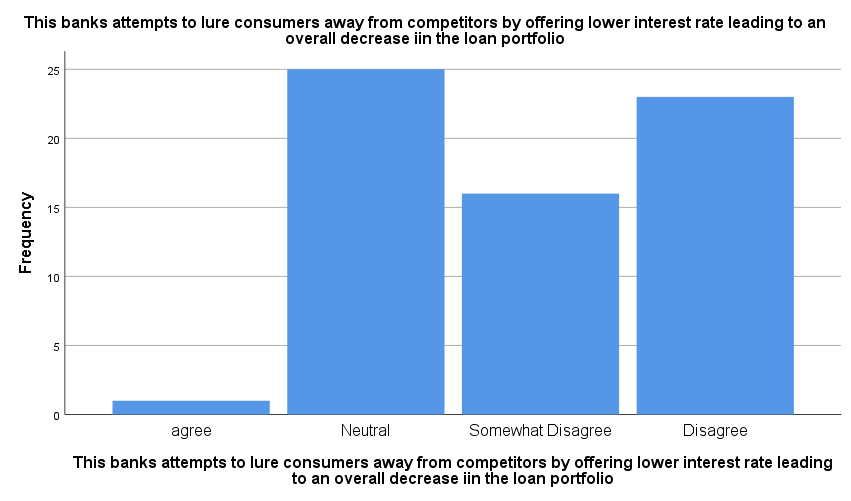 This banks attempts to lure consumers away from competitors by offering lower interest rate leading to an
overall decrease iin the loan portfolio
25
20
15
10
5
0
Frequency
agree
Neutral
Somewhat Disagree
Disagree
This banks attempts to lure consumers away from competitors by offering lower interest rate leading
to an overall decrease iin the loan portfolio